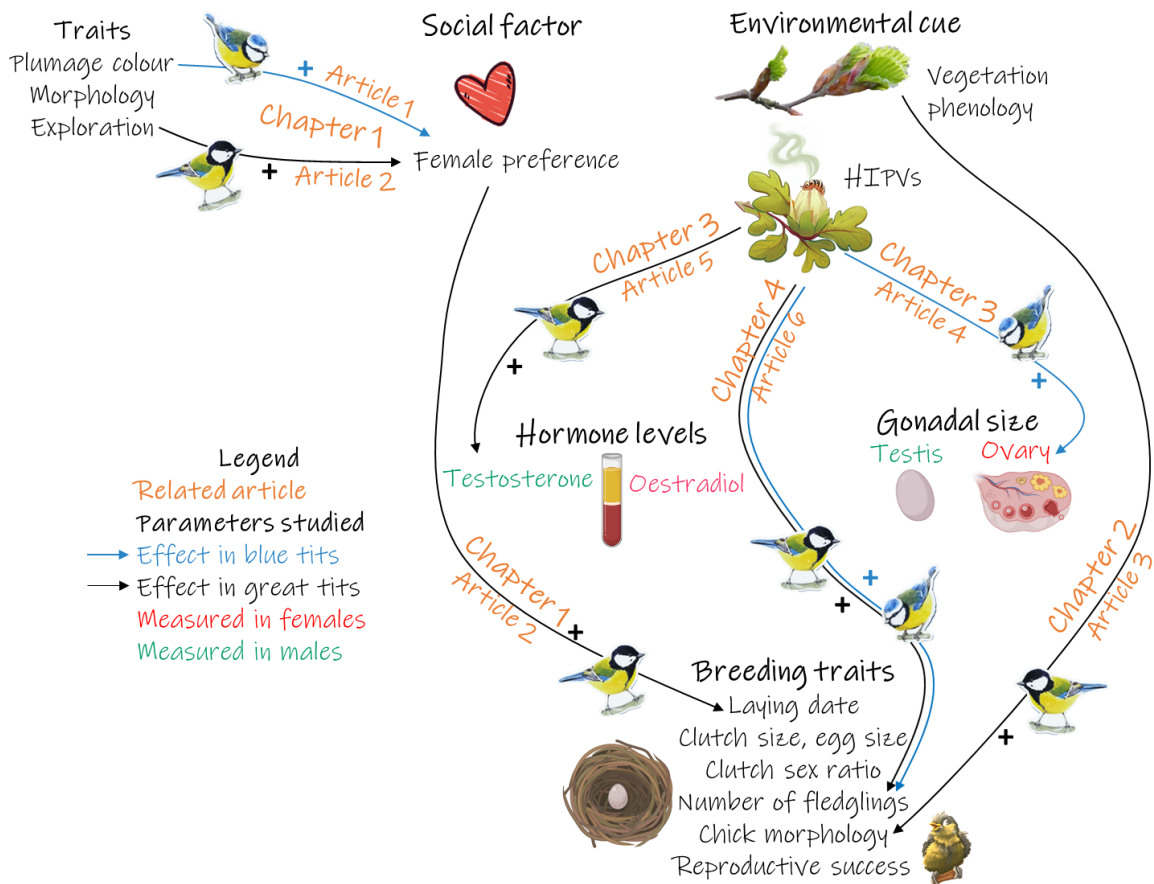 Traits
Plumage colour
Morphology
Exploration
+
Article 1
Chapter 1
+
Article 2
Social factor
Female preference
Environmental cue
Vegetation
phenology
HIPVs
Chapter 3
Article 5
+
Chapter 4
Article 6
Chapter 3
Article 4
+
Hormone levels
Testosterone
Oestradiol
Gonadal size
Testis
Ovary
Legend
Related article
Parameters studied
Effect in blue tits
Effect in great tits
Measured in females
Measured in males
Chapter 1
Article 2
+
+
+
Chapter 2
Article 3
+
Breeding traits
Laying date
Clutch size, egg size
Clutch sex ratio
Number of fledglings
Chick morphology
Reproductive success